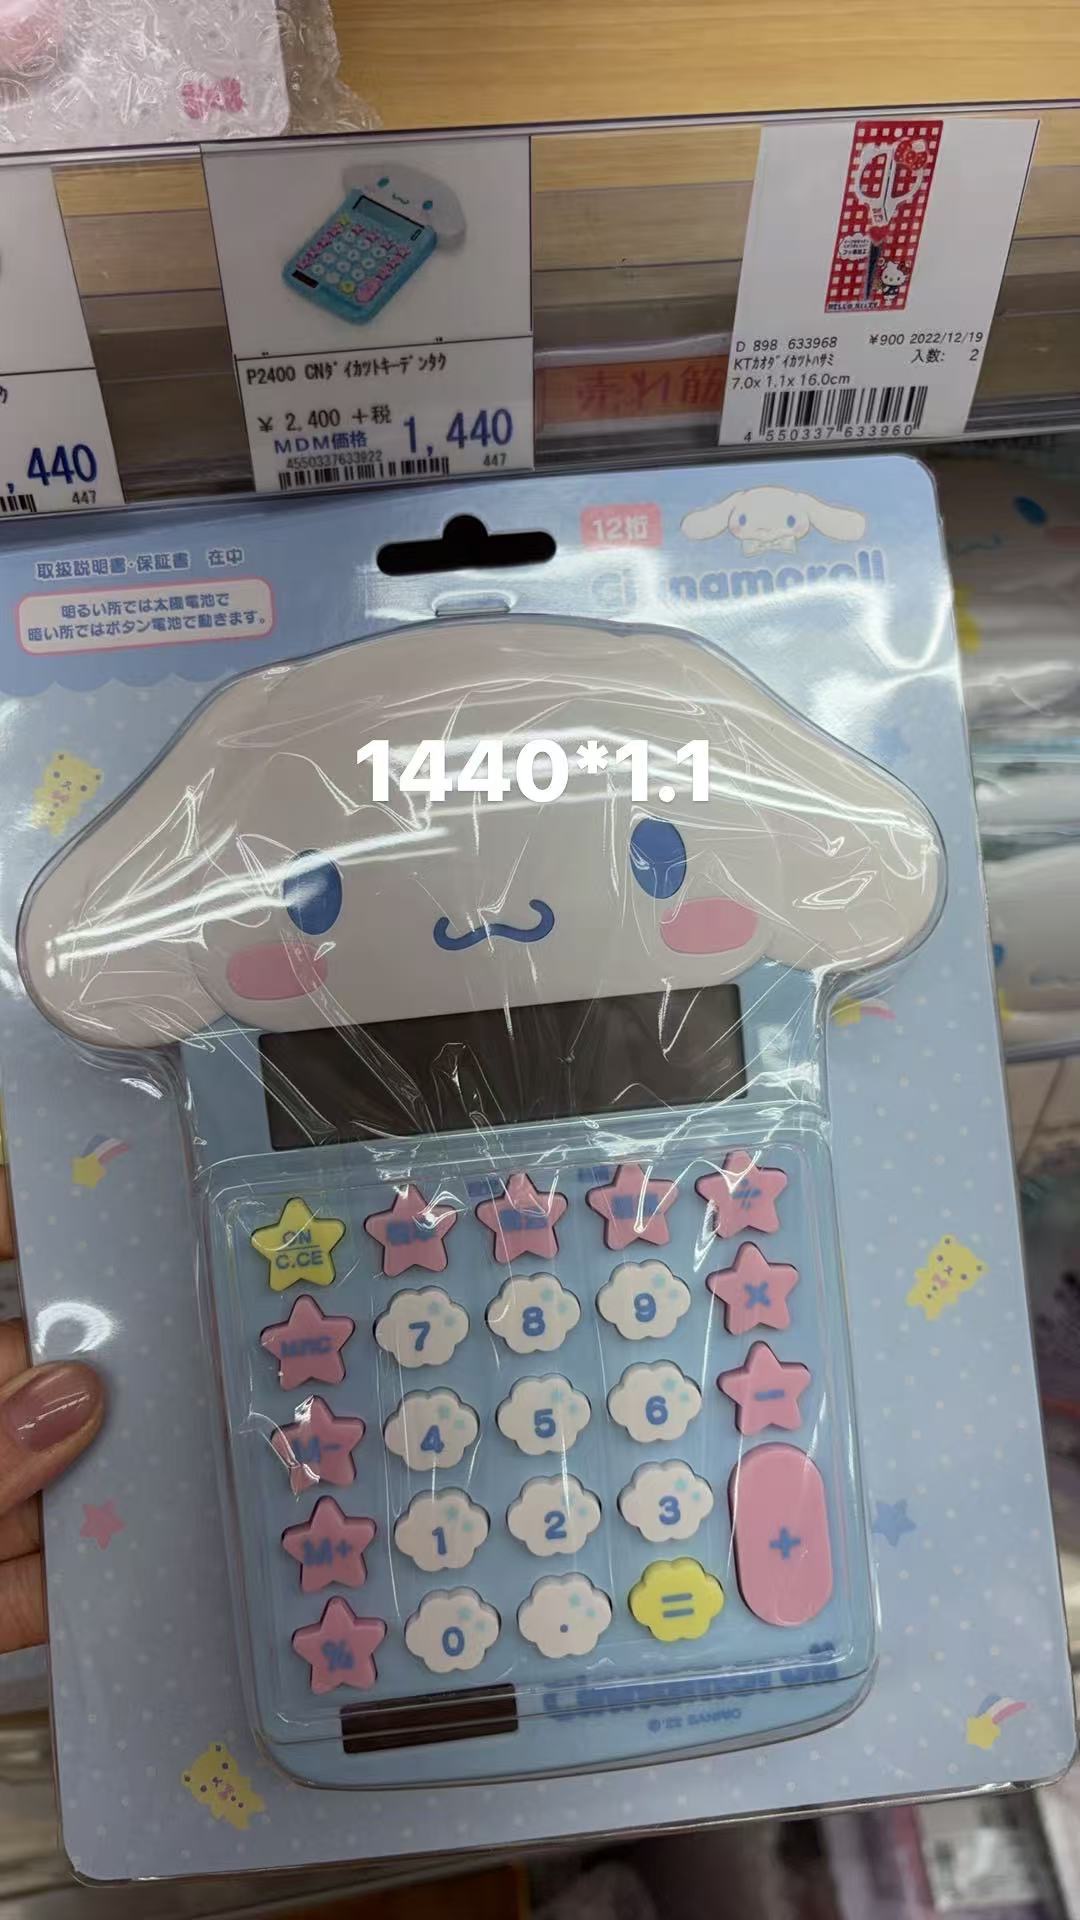 P2400 CNダイカットキーデンタク
¥ 2,400 +税
MDM価格 1,440
4550337633922
447
,440
447
D 898 633968 ¥900 2022/12/19
KTカオダイカットハサミ 入数: 2
7.0x 1.1x 16.0cm
4 550337 633960
HELLO KITTY
売れ筋
12桁
Cinnamoroll
取扱説明書・保証書 在中
明るい所では太陽電池で
暗い所ではボタン電池で動きます。
1440*1.1
ON
C.CE
÷
MRC 7 8 9 ×
M- 4 5 6 -
M+ 1 2 3 +
% 0 . =
Cinnamoroll